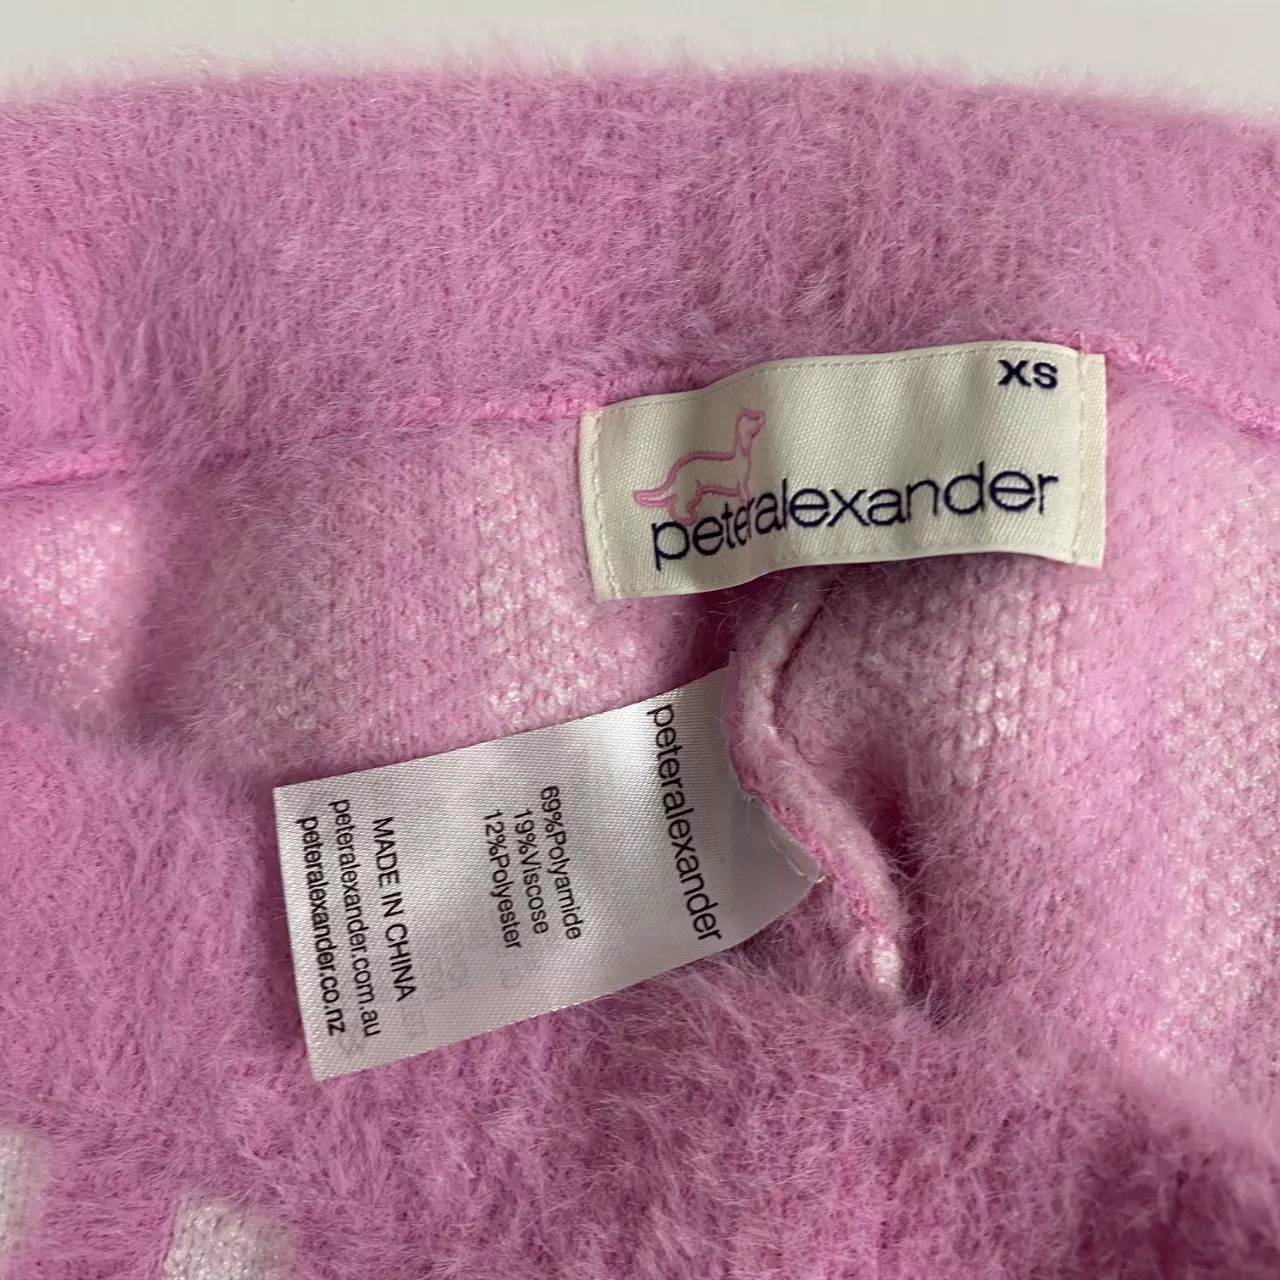 XS
peteralexander
peteralexander
69%Polyamide
19%Viscose
12%Polyester
MADE IN CHINA
peteralexander.com.au
peteralexander.co.nz